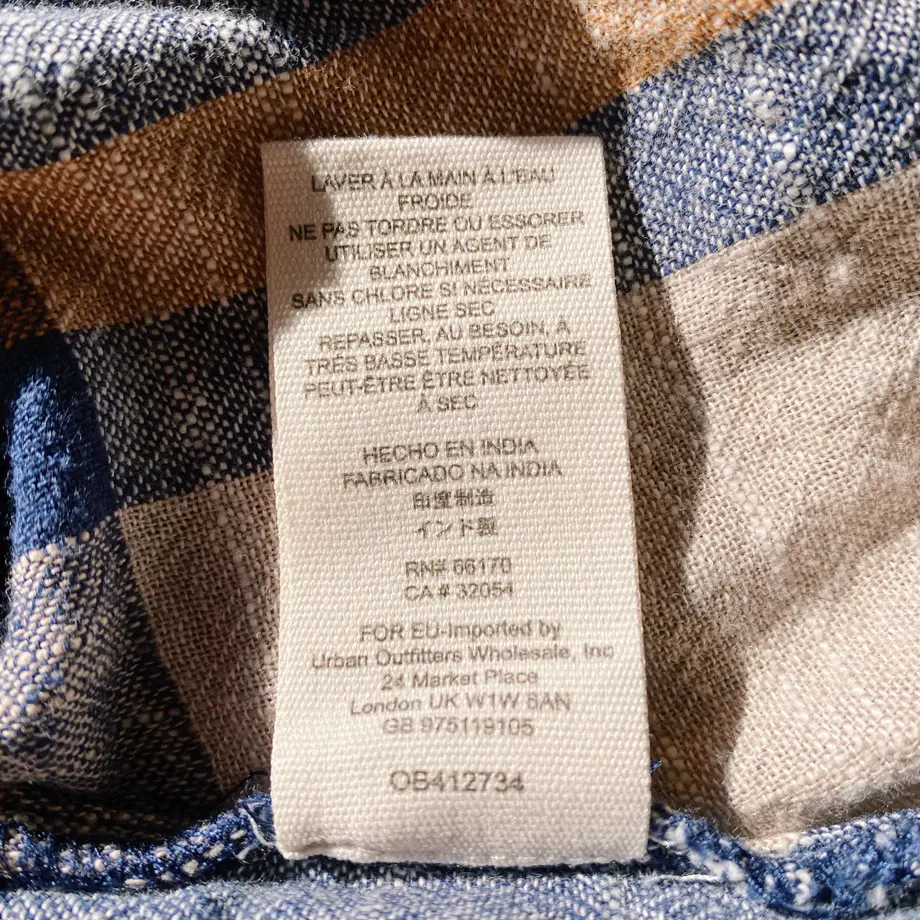 LAVER À LA MAIN À L'EAU
FROIDE
NE PAS TORDRE OU ESSORER
UTILISER UN AGENT DE
BLANCHIMENT
SANS CHLORE SI NECESSAIRE
LIGNE SEC
REPASSER, AU BESOIN, A
TRÉS BASSE TEMPÉRATURE
PEUT-ÊTRE ÊTRE NETTOYÉE
À SEC
HECHO EN INDIA
FABRICADO NA INDIA
印度制造
インド製
RN# 66170
CA # 32054
FOR EU-Imported by
Urban Outfitters Wholesale, Inc
24 Market Place
London UK W1W 8AN
GB 975119105
OB412734